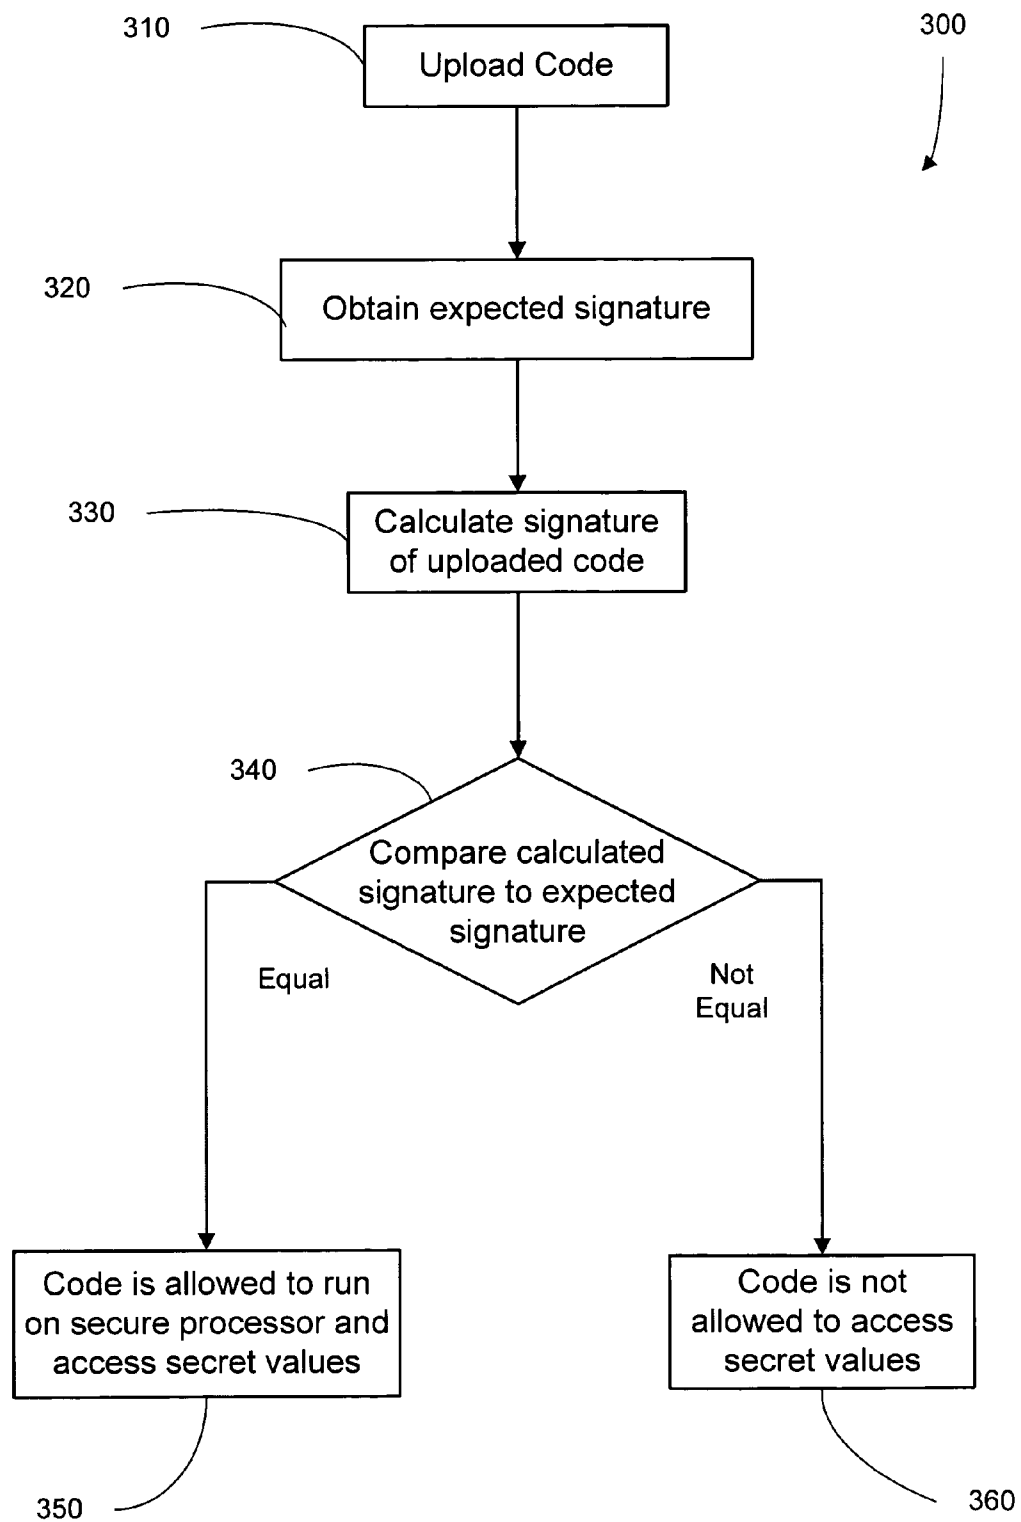 310
300
Upload Code
320
Obtain expected signature
330
Calculate signature
of uploaded code
340
Compare calculated
signature to expected
signature
Equal
Not
Equal
Code is allowed to run
on secure processor and
access secret values
Code is not
allowed to access
secret values
350
360